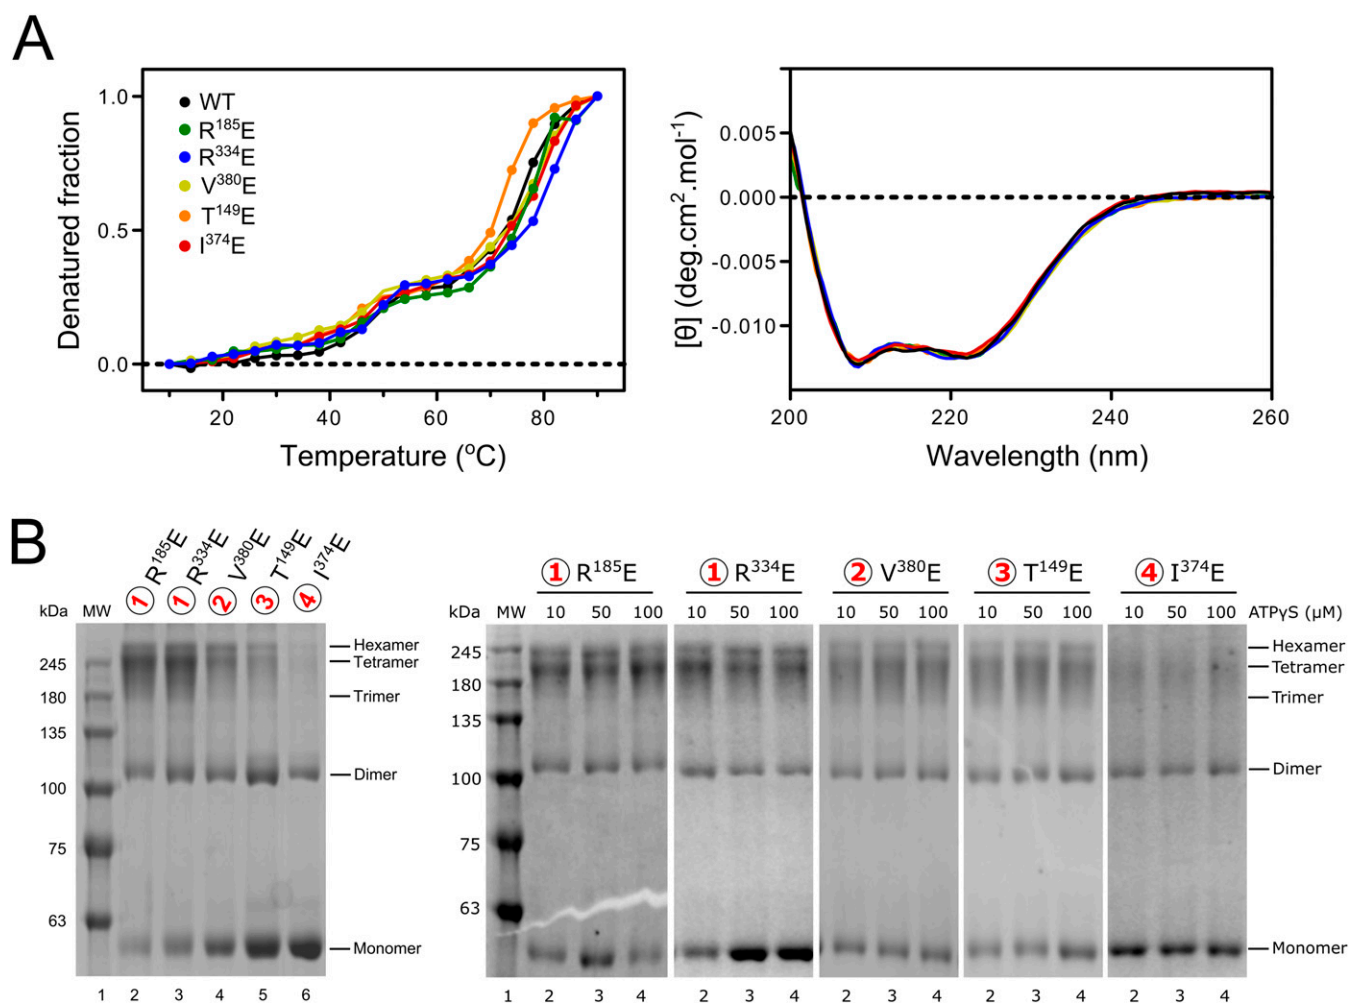 A
Denatured fraction
1.0
0.5
0.0
WT
R¹⁸⁵E
R³³⁴E
V³⁸⁰E
T¹⁴⁹E
I³⁷⁴E
20 40 60 80
Temperature (ºC)
[θ] (deg.cm².mol⁻¹)
0.005
0.000
-0.005
-0.010
200 220 240 260
Wavelength (nm)
B
1 R¹⁸⁵E
1 R³³⁴E
2 V³⁸⁰E
3 T¹⁴⁹E
4 I³⁷⁴E
kDa MW
245
180
135
100
75
63
Hexamer
Tetramer
Trimer
Dimer
Monomer
1 2 3 4 5 6
1 R¹⁸⁵E 1 R³³⁴E 2 V³⁸⁰E 3 T¹⁴⁹E 4 I³⁷⁴E
kDa MW 10 50 100 10 50 100 10 50 100 10 50 100 10 50 100 ATPγS (μM)
245
180
135
100
75
63
Hexamer
Tetramer
Trimer
Dimer
Monomer
1 2 3 4 2 3 4 2 3 4 2 3 4 2 3 4